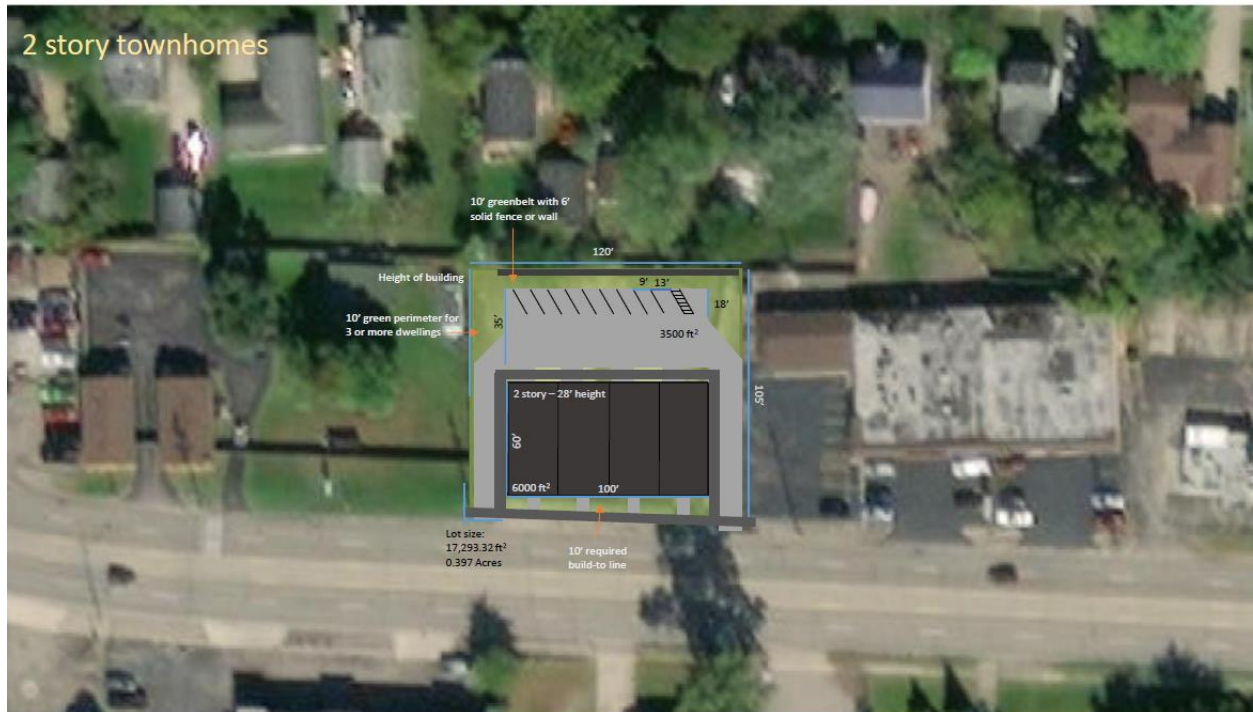 2 story townhomes
10' greenbelt with 6'
solid fence or wall
120'
Height of building
9' 13'
10' green perimeter for
3 or more dwellings
35'
18'
3500 ft²
105'
2 story – 28' height
60'
6000 ft²
100'
Lot size:
17,293.32 ft²
0.397 Acres
10' required
build-to line